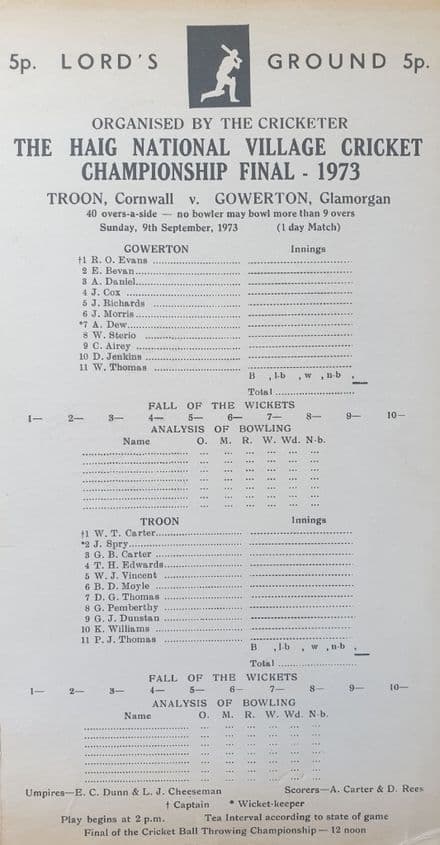 5p. LORD'S GROUND 5p.
ORGANISED BY THE CRICKETER
THE HAIG NATIONAL VILLAGE CRICKET
CHAMPIONSHIP FINAL - 1973
TROON, Cornwall v. GOWERTON, Glamorgan
40 overs-a-side — no bowler may bowl more than 9 overs
Sunday, 9th September, 1973 (1 day Match)
GOWERTON Innings
†1 R. O. Evans
2 E. Bevan
3 A. Daniel
4 J. Cox
5 J. Richards
6 J. Morris
*7 A. Dew
8 W. Sterio
9 C. Airey
10 D. Jenkins
11 W. Thomas
B , l-b , w , n-b ,
Total
FALL OF THE WICKETS
1— 2— 3— 4— 5— 6— 7— 8— 9— 10—
ANALYSIS OF BOWLING
Name O. M. R. W. Wd. N-b.
TROON Innings
†1 W. T. Carter
*2 J. Spry
3 G. B. Carter
4 T. H. Edwards
5 W. J. Vincent
6 B. D. Moyle
7 D. G. Thomas
8 G. Pemberthy
9 G. J. Dunstan
10 K. Williams
11 P. J. Thomas
B , l-b , w , n-b ,
Total
FALL OF THE WICKETS
1— 2— 3— 4— 5— 6— 7— 8— 9— 10—
ANALYSIS OF BOWLING
Name O. M. R. W. Wd. N-b.
Umpires—E. C. Dunn & L. J. Cheeseman Scorers—A. Carter & D. Rees
† Captain * Wicket-keeper
Play begins at 2 p.m. Tea Interval according to state of game
Final of the Cricket Ball Throwing Championship — 12 noon